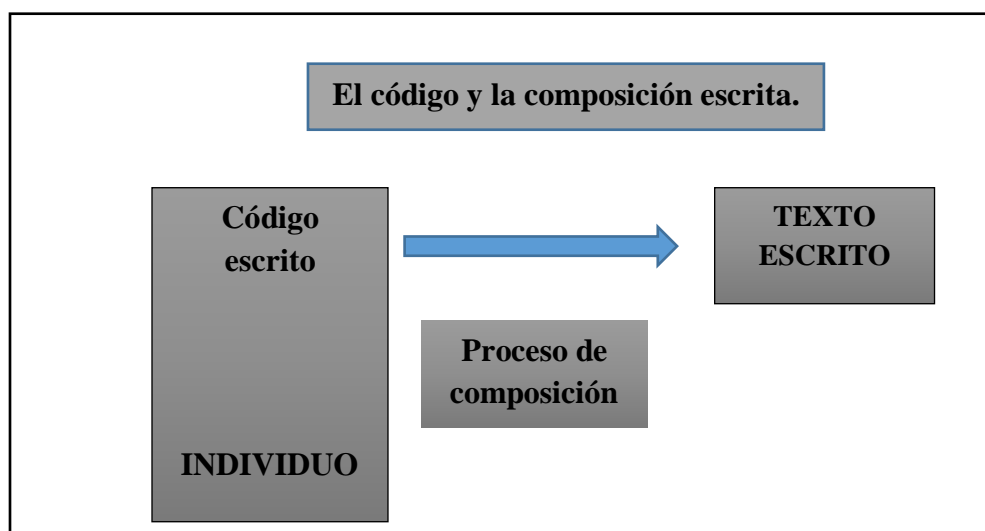 El código y la composición escrita.
Código
escrito
INDIVIDUO
TEXTO
ESCRITO
Proceso de
composición